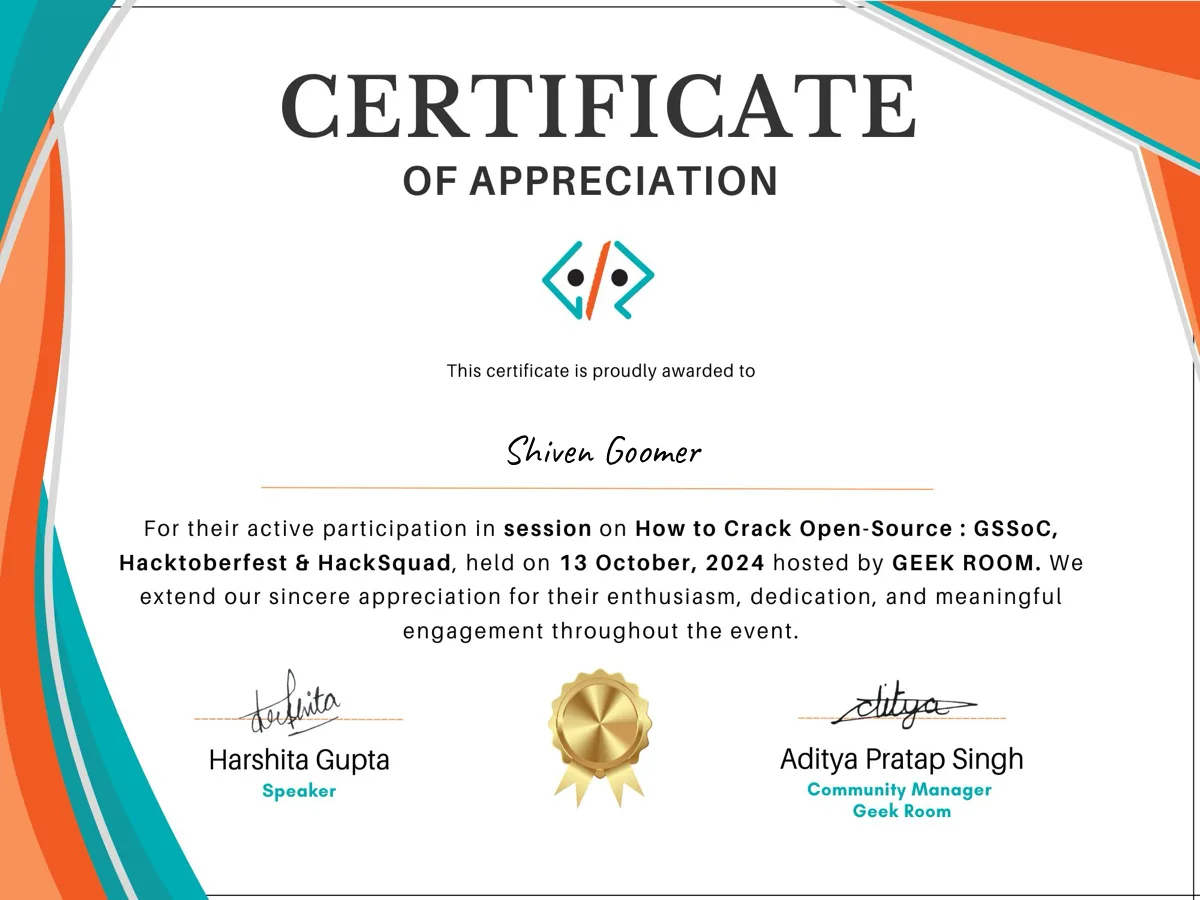 CERTIFICATE
OF APPRECIATION
This certificate is proudly awarded to
Shiven Goomer
For their active participation in session on How to Crack Open-Source : GSSoC,
Hacktoberfest & HackSquad, held on 13 October, 2024 hosted by GEEK ROOM. We
extend our sincere appreciation for their enthusiasm, dedication, and meaningful
engagement throughout the event.
Harshita Gupta
Speaker
Aditya Pratap Singh
Community Manager
Geek Room